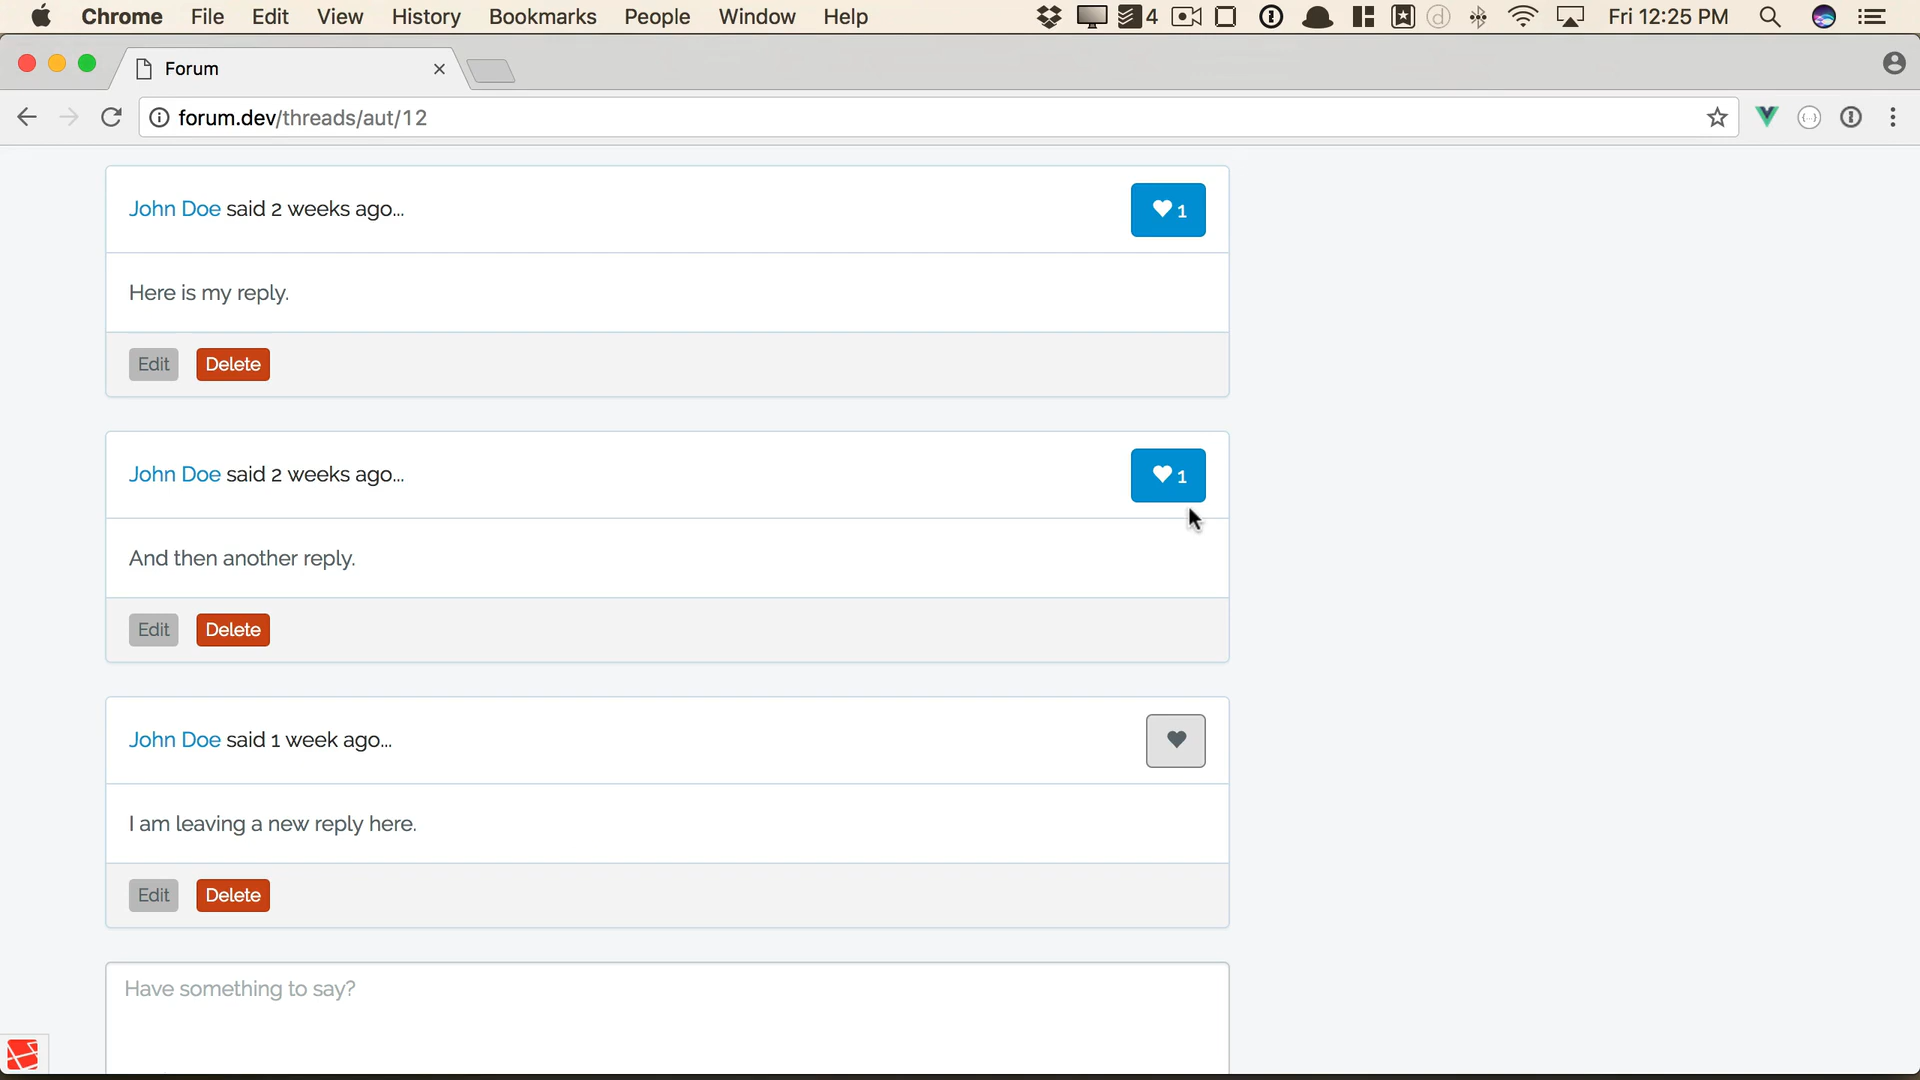 Chrome File Edit View History Bookmarks People Window Help 4 Fri 12:25 PM
Forum
forum.dev/threads/aut/12
John Doe said 2 weeks ago... 1
Here is my reply.
Edit Delete
John Doe said 2 weeks ago... 1
And then another reply.
Edit Delete
John Doe said 1 week ago...
I am leaving a new reply here.
Edit Delete
Have something to say?